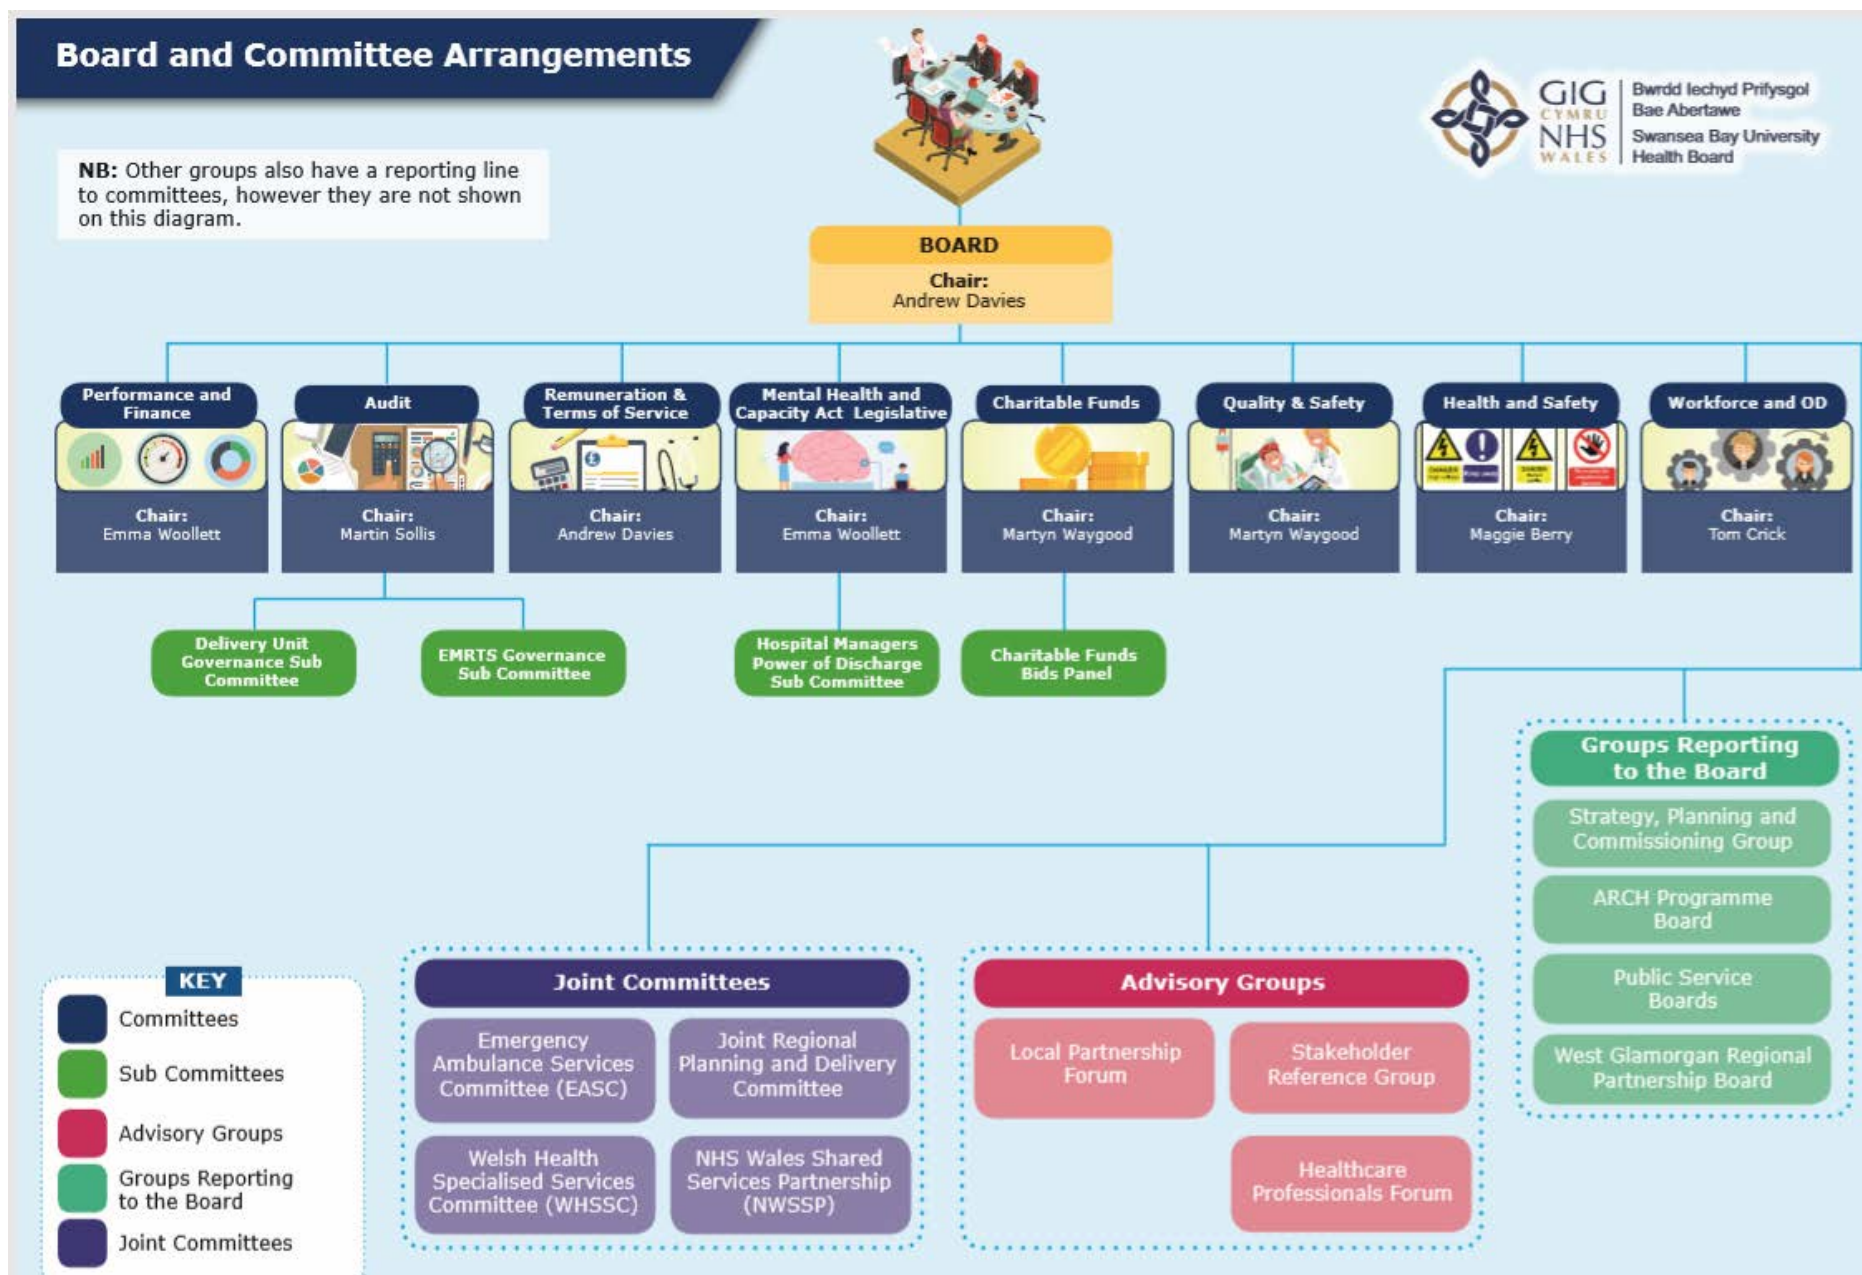 Board and Committee Arrangements
GIG
CYMRU
NHS
WALES
Bwrdd Iechyd Prifysgol
Bae Abertawe
Swansea Bay University
Health Board
NB: Other groups also have a reporting line
to committees, however they are not shown
on this diagram.
BOARD
Chair:
Andrew Davies
Performance and
Finance
Chair:
Emma Woollett
Audit
Chair:
Martin Sollis
Remuneration &
Terms of Service
Chair:
Andrew Davies
Mental Health and
Capacity Act Legislative
Chair:
Emma Woollett
Charitable Funds
Chair:
Martyn Waygood
Quality & Safety
Chair:
Martyn Waygood
Health and Safety
Chair:
Maggie Berry
Workforce and OD
Chair:
Tom Crick
Delivery Unit
Governance Sub
Committee
EMRTS Governance
Sub Committee
Hospital Managers
Power of Discharge
Sub Committee
Charitable Funds
Bids Panel
Groups Reporting
to the Board
Strategy, Planning and
Commissioning Group
ARCH Programme
Board
Public Service
Boards
West Glamorgan Regional
Partnership Board
Joint Committees
Emergency
Ambulance Services
Committee (EASC)
Joint Regional
Planning and Delivery
Committee
Welsh Health
Specialised Services
Committee (WHSSC)
NHS Wales Shared
Services Partnership
(NWSSP)
Advisory Groups
Local Partnership
Forum
Stakeholder
Reference Group
Healthcare
Professionals Forum
KEY
Committees
Sub Committees
Advisory Groups
Groups Reporting
to the Board
Joint Committees